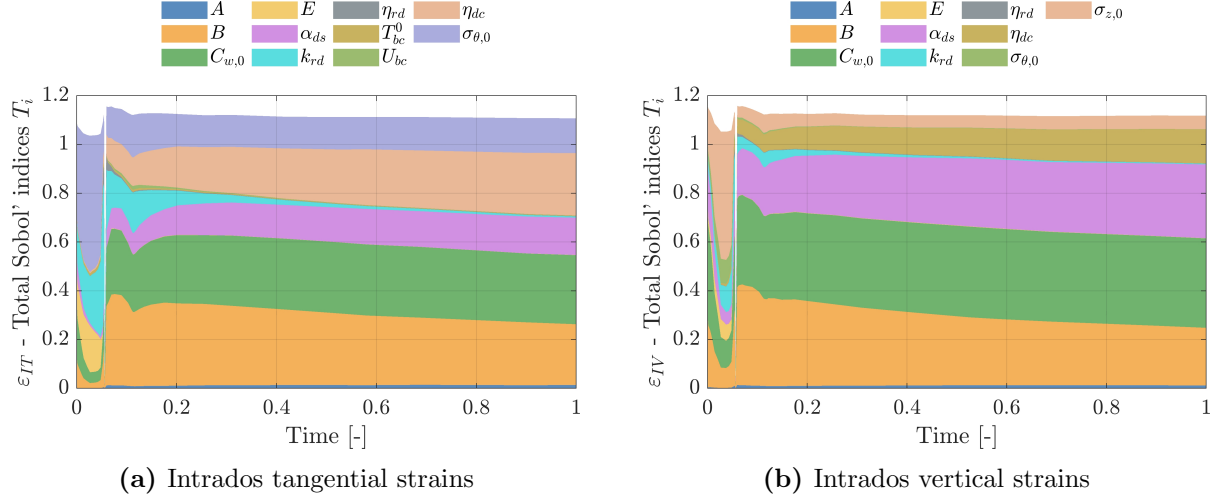 A E η_rd η_dc
B α_ds T⁰_bc σ_θ,0
C_w,0 k_rd U_bc
ε_IT - Total Sobol' indices T_i
1.2
1
0.8
0.6
0.4
0.2
0
0 0.2 0.4 0.6 0.8 1
Time [-]
(a) Intrados tangential strains
A E η_rd σ_z,0
B α_ds η_dc
C_w,0 k_rd σ_θ,0
ε_IV - Total Sobol' indices T_i
1.2
1
0.8
0.6
0.4
0.2
0
0 0.2 0.4 0.6 0.8 1
Time [-]
(b) Intrados vertical strains